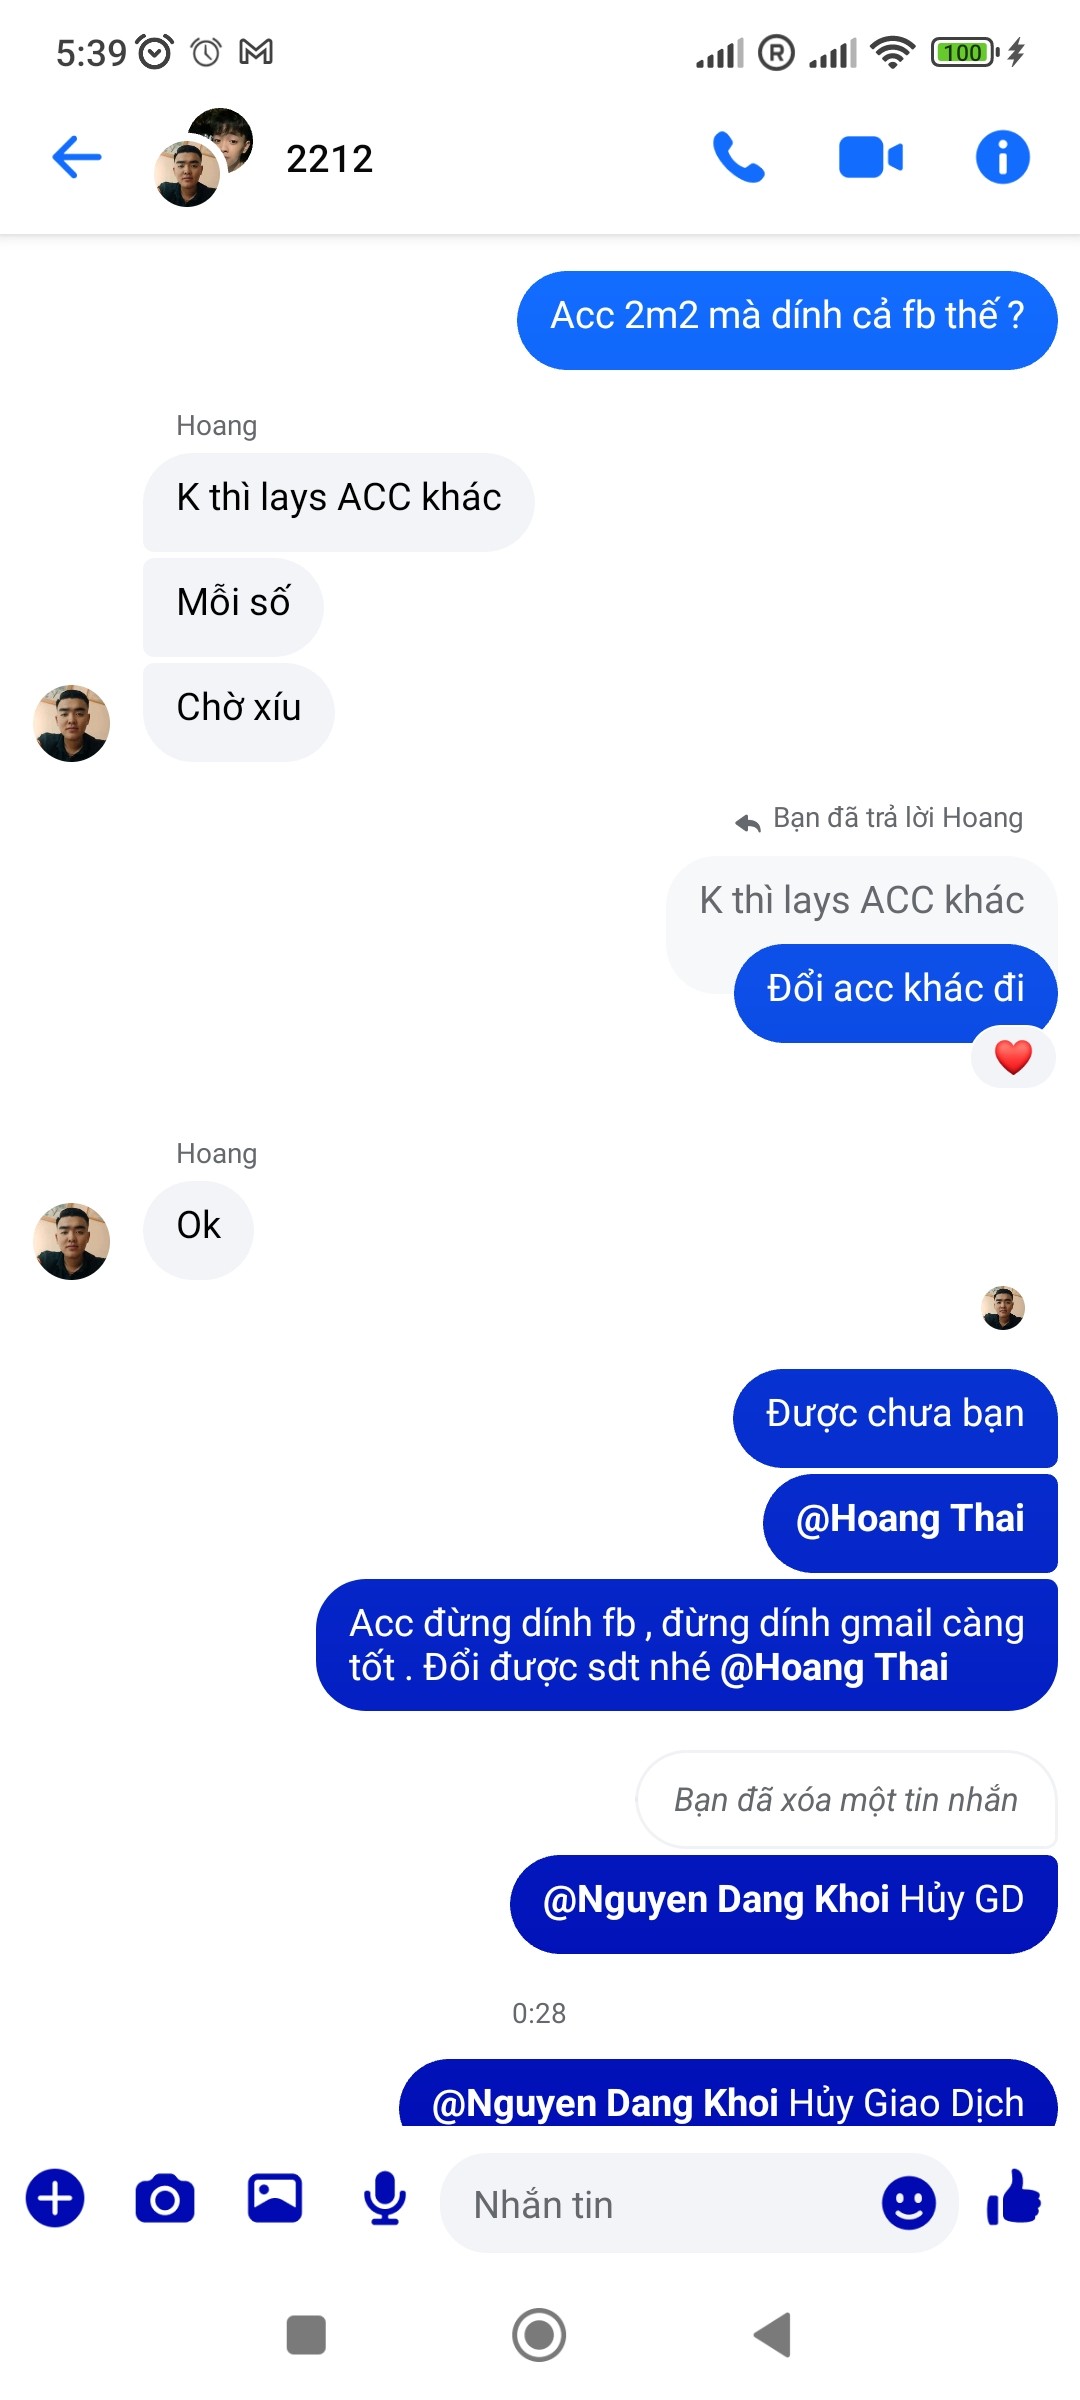 5:39
R
100
2212
Acc 2m2 mà dính cả fb thế ?
Hoang
K thì lays ACC khác
Mỗi số
Chờ xíu
Bạn đã trả lời Hoang
K thì lays ACC khác
Đổi acc khác đi
Hoang
Ok
Được chưa bạn
@Hoang Thai
Acc đừng dính fb , đừng dính gmail càng
tốt . Đổi được sdt nhé @Hoang Thai
Bạn đã xóa một tin nhắn
@Nguyen Dang Khoi Hủy GD
0:28
@Nguyen Dang Khoi Hủy Giao Dịch
Nhắn tin